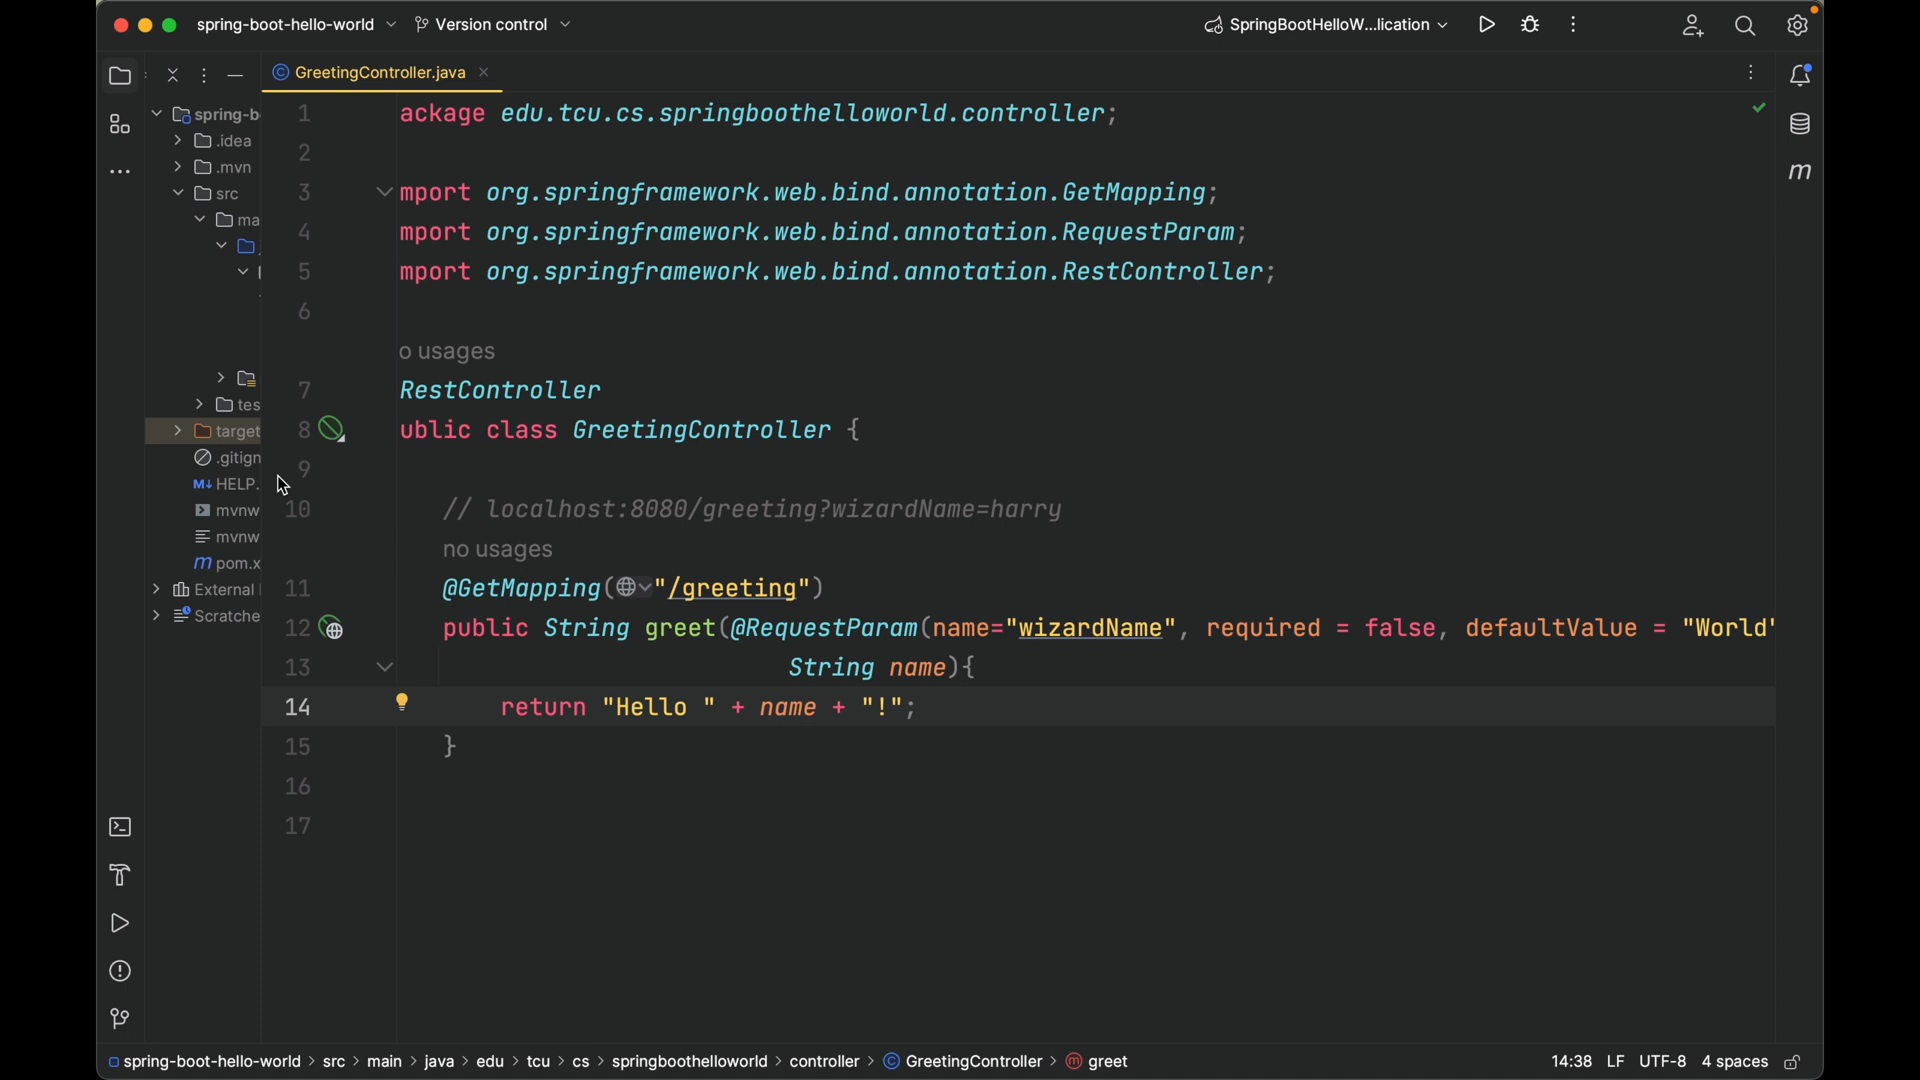 spring-boot-hello-world
Version control
SpringBootHelloW...lication
GreetingController.java
spring-b
.idea
.mvn
src
ma
tes
target
.gitign
HELP.
mvnw
mvnw
pom.x
External
Scratche
1 ackage edu.tcu.cs.springboothelloworld.controller;
2
3 mport org.springframework.web.bind.annotation.GetMapping;
4 mport org.springframework.web.bind.annotation.RequestParam;
5 mport org.springframework.web.bind.annotation.RestController;
6
o usages
7 RestController
8 ublic class GreetingController {
9
10 // localhost:8080/greeting?wizardName=harry
no usages
11 @GetMapping("/greeting")
12 public String greet(@RequestParam(name="wizardName", required = false, defaultValue = "World"
13 String name){
14 return "Hello " + name + "!";
15 }
16
17
spring-boot-hello-world > src > main > java > edu > tcu > cs > springboothelloworld > controller > GreetingController > greet
14:38 LF UTF-8 4 spaces